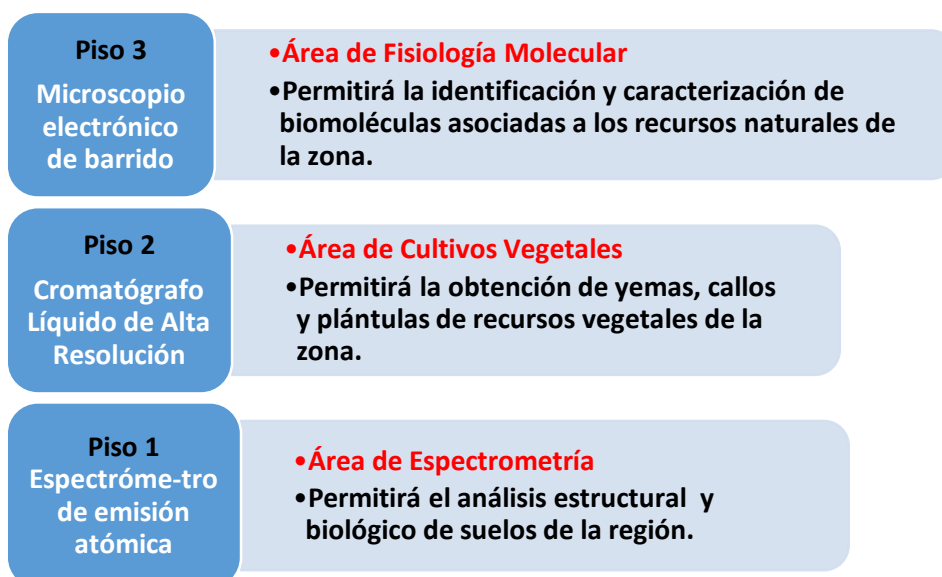 Piso 3
Microscopio
electrónico
de barrido
•Área de Fisiología Molecular
•Permitirá la identificación y caracterización de
biomoléculas asociadas a los recursos naturales de
la zona.
Piso 2
Cromatógrafo
Líquido de Alta
Resolución
•Área de Cultivos Vegetales
•Permitirá la obtención de yemas, callos
y plántulas de recursos vegetales de la
zona.
Piso 1
Espectróme-tro
de emisión
atómica
•Área de Espectrometría
•Permitirá el análisis estructural y
biológico de suelos de la región.